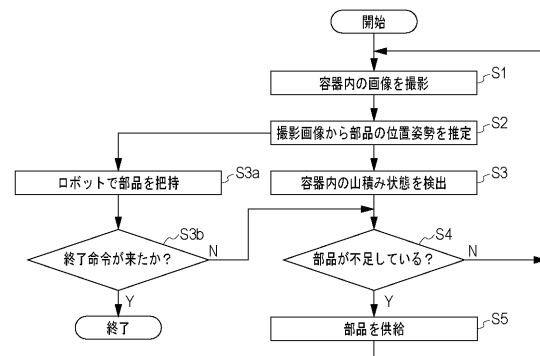 開始
容器内の画像を撮影 S1
撮影画像から部品の位置姿勢を推定 S2
ロボットで部品を把持 S3a
容器内の山積み状態を検出 S3
終了命令が来たか？ S3b
N
Y
終了
部品が不足している？ S4
N
Y
部品を供給 S5